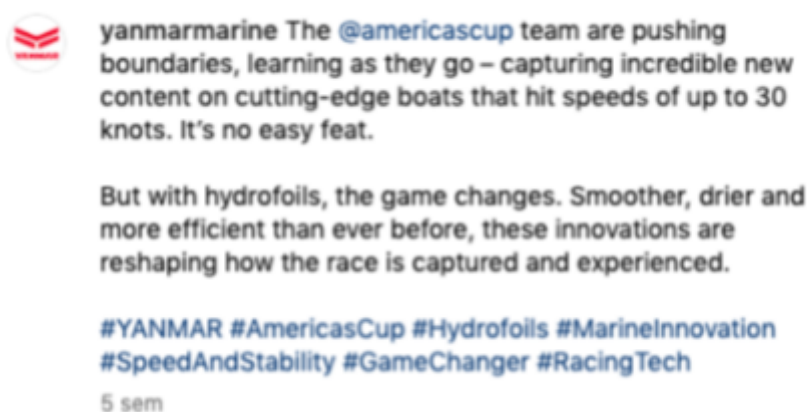 yanmarmarine The @americascup team are pushing
boundaries, learning as they go – capturing incredible new
content on cutting-edge boats that hit speeds of up to 30
knots. It's no easy feat.
But with hydrofoils, the game changes. Smoother, drier and
more efficient than ever before, these innovations are
reshaping how the race is captured and experienced.
#YANMAR #AmericasCup #Hydrofoils #MarineInnovation
#SpeedAndStability #GameChanger #RacingTech
5 sem
YANMAR